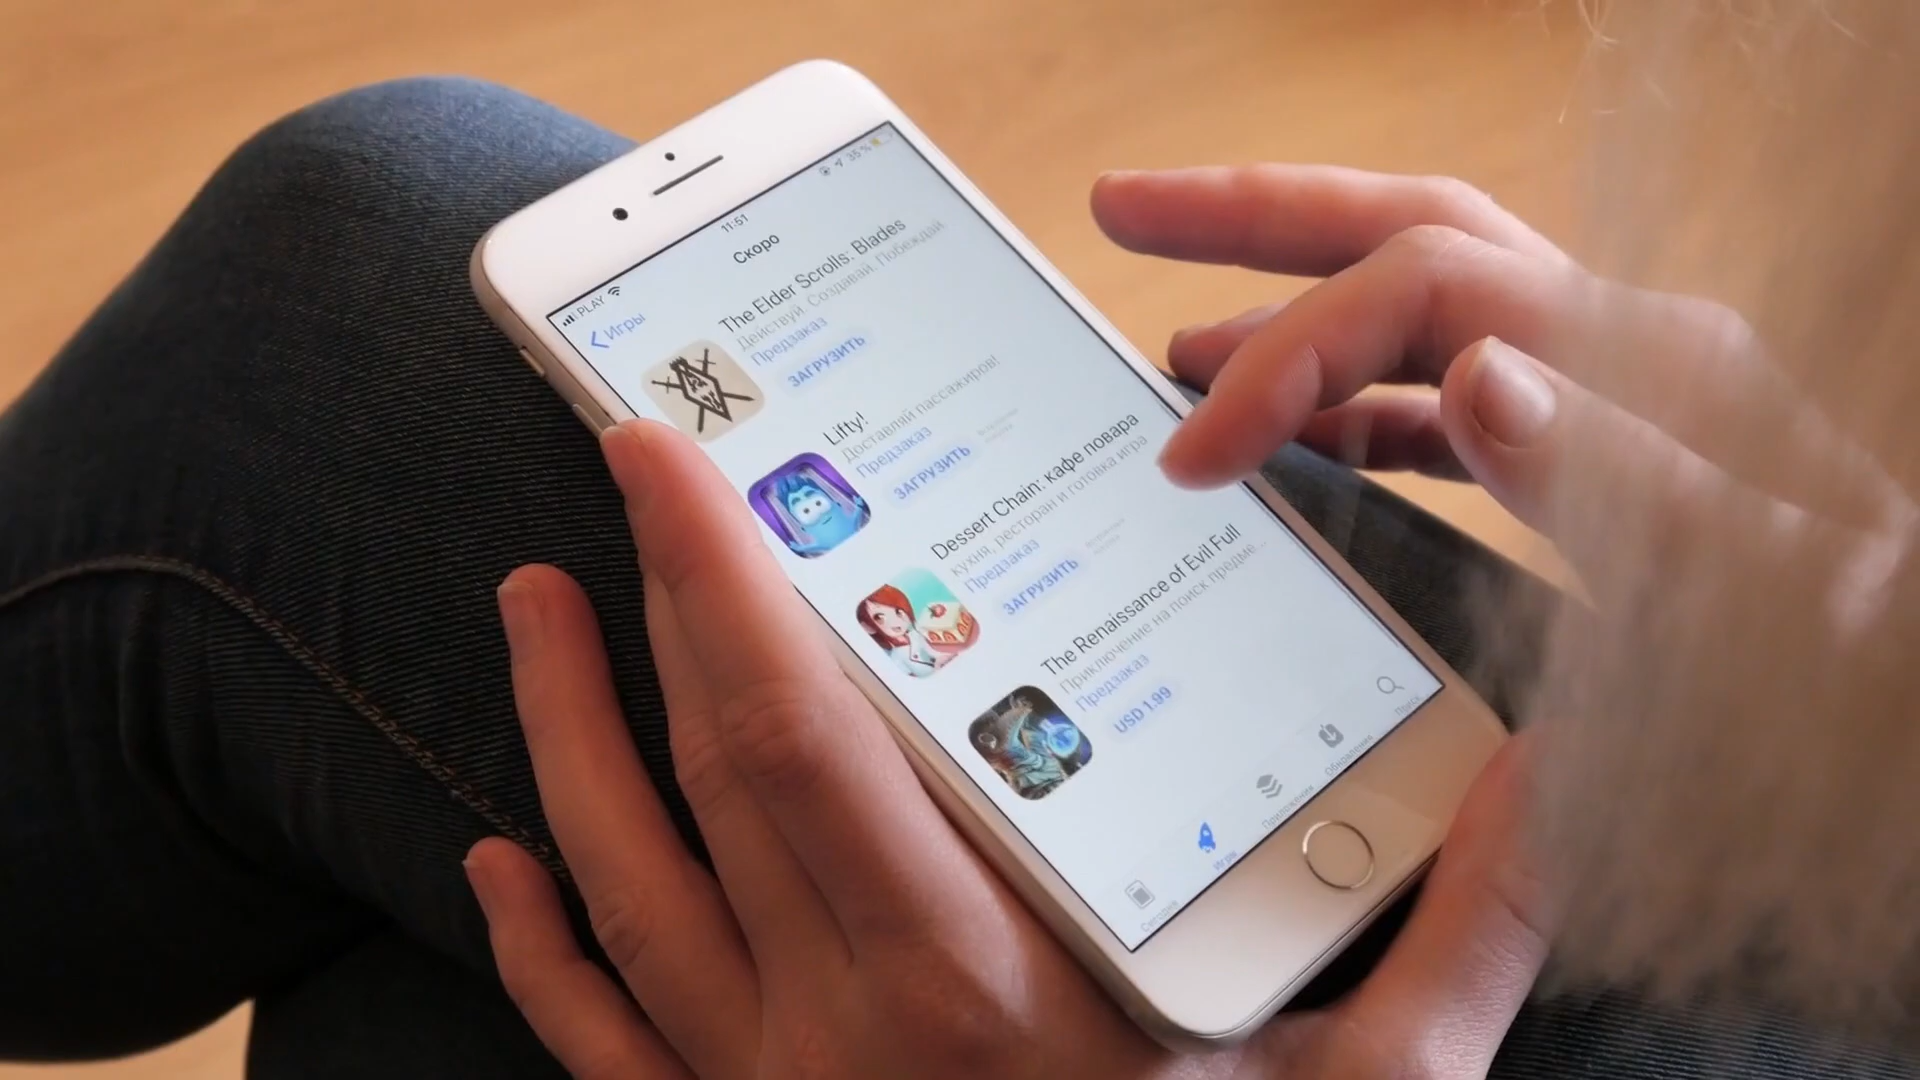 PLAY
11:51
35 %
Игры
Скоро
The Elder Scrolls: Blades
Действуй. Создавай. Побеждай.
Предзаказ
ЗАГРУЗИТЬ
Lifty!
Доставляй пассажиров!
Предзаказ
ЗАГРУЗИТЬ
Dessert Chain: кафе повара
кухня, ресторан и готовка игра
Предзаказ
ЗАГРУЗИТЬ
The Renaissance of Evil Full
Приключение на поиск предме...
Предзаказ
USD 1.99
Сегодня
Игры
Приложения
Обновления
Поиск